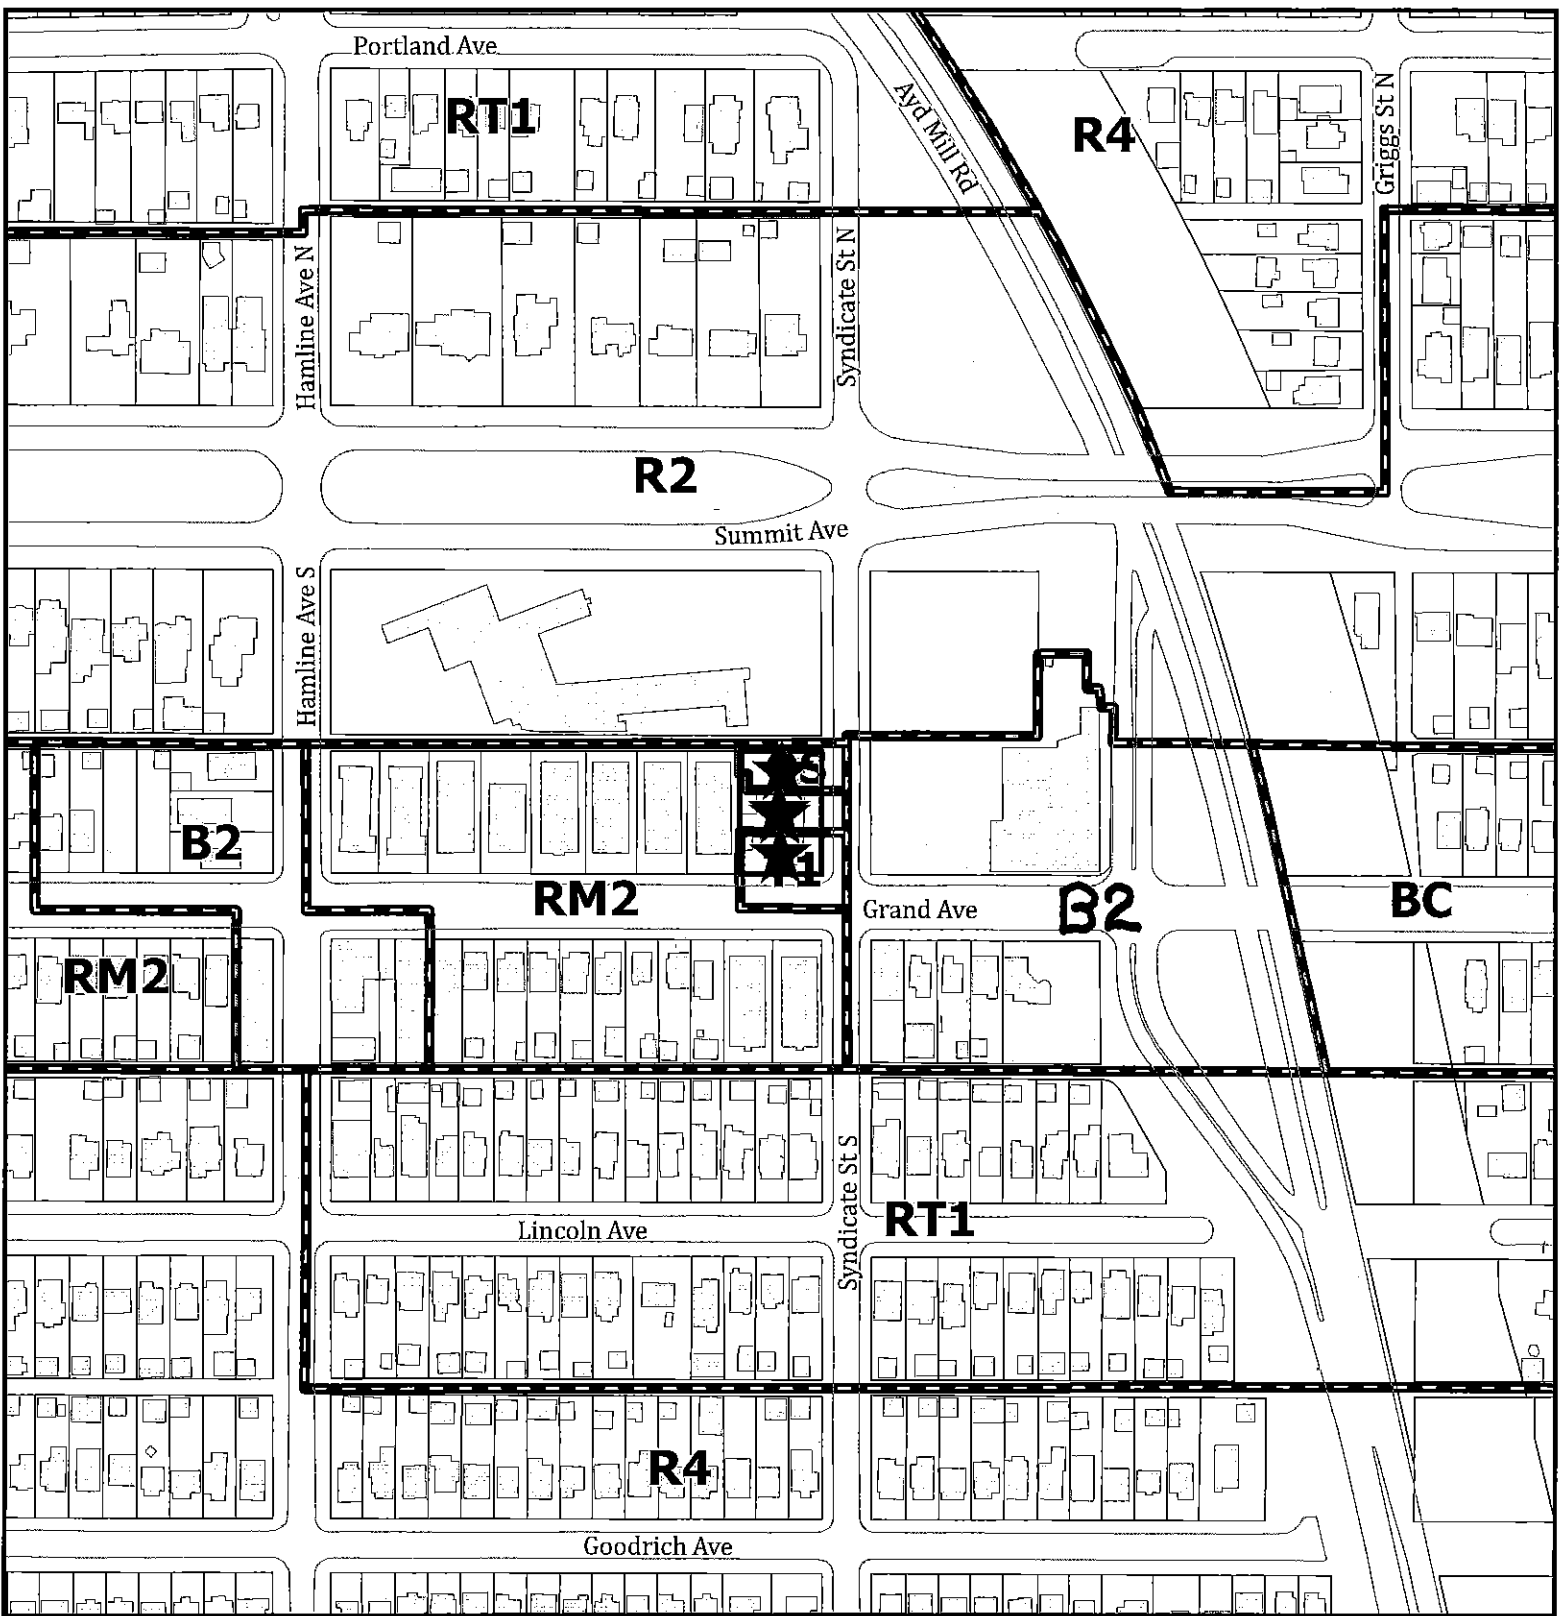 Portland Ave
RT1
Ayd Mill Rd
R4
Griggs St N
Hamline Ave N
Syndicate St N
R2
Summit Ave
Hamline Ave S
B2
RM2
Grand Ave
B2
BC
RM2
Syndicate St S
RT1
Lincoln Ave
R4
Goodrich Ave